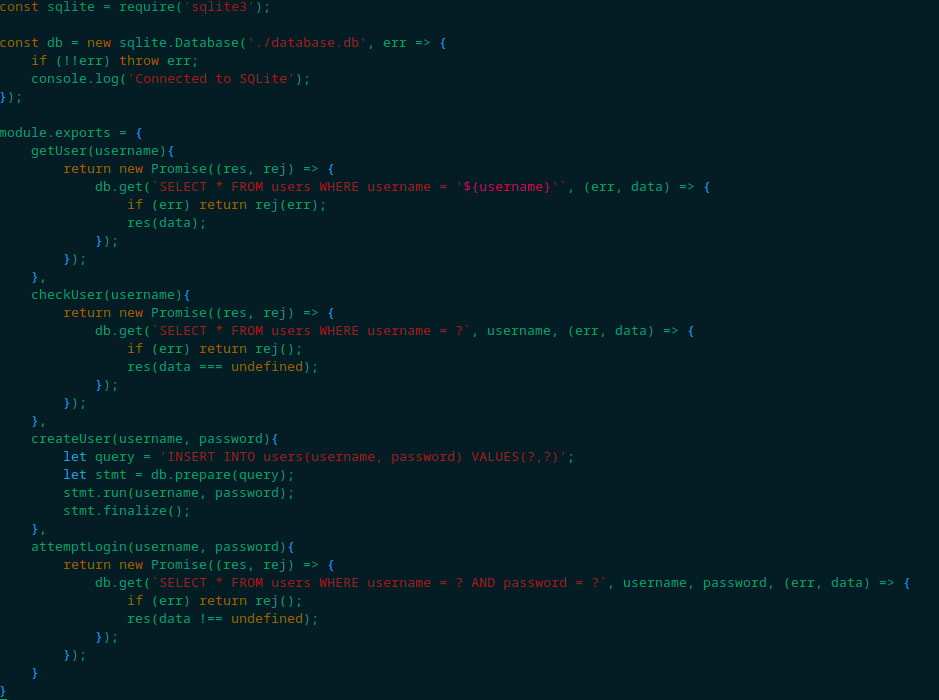 const sqlite = require('sqlite3');

const db = new sqlite.Database('./database.db', err => {
    if (!!err) throw err;
    console.log('Connected to SQLite');
});

module.exports = {
    getUser(username){
        return new Promise((res, rej) => {
            db.get(`SELECT * FROM users WHERE username = '${username}'`, (err, data) => {
                if (err) return rej(err);
                res(data);
            });
        });
    },
    checkUser(username){
        return new Promise((res, rej) => {
            db.get(`SELECT * FROM users WHERE username = ?`, username, (err, data) => {
                if (err) return rej();
                res(data === undefined);
            });
        });
    },
    createUser(username, password){
        let query = 'INSERT INTO users(username, password) VALUES(?,?)';
        let stmt = db.prepare(query);
        stmt.run(username, password);
        stmt.finalize();
    },
    attemptLogin(username, password){
        return new Promise((res, rej) => {
            db.get(`SELECT * FROM users WHERE username = ? AND password = ?`, username, password, (err, data) => {
                if (err) return rej();
                res(data !== undefined);
            });
        });
    }
}